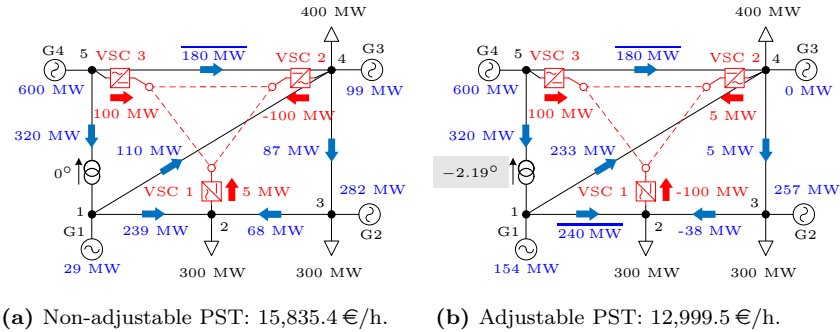 400 MW
400 MW
G4
5
VSC 3
180 MW
VSC 2
4
G3
G4
5
VSC 3
180 MW
VSC 2
4
G3
600 MW
100 MW
-100 MW
99 MW
600 MW
100 MW
5 MW
0 MW
320 MW
110 MW
87 MW
320 MW
233 MW
5 MW
0°
−2.19°
VSC 1
5 MW
282 MW
VSC 1
-100 MW
257 MW
1
2
3
1
2
3
G1
239 MW
68 MW
G2
G1
240 MW
-38 MW
G2
29 MW
300 MW
300 MW
154 MW
300 MW
300 MW
(a) Non-adjustable PST: 15,835.4 €/h.
(b) Adjustable PST: 12,999.5 €/h.